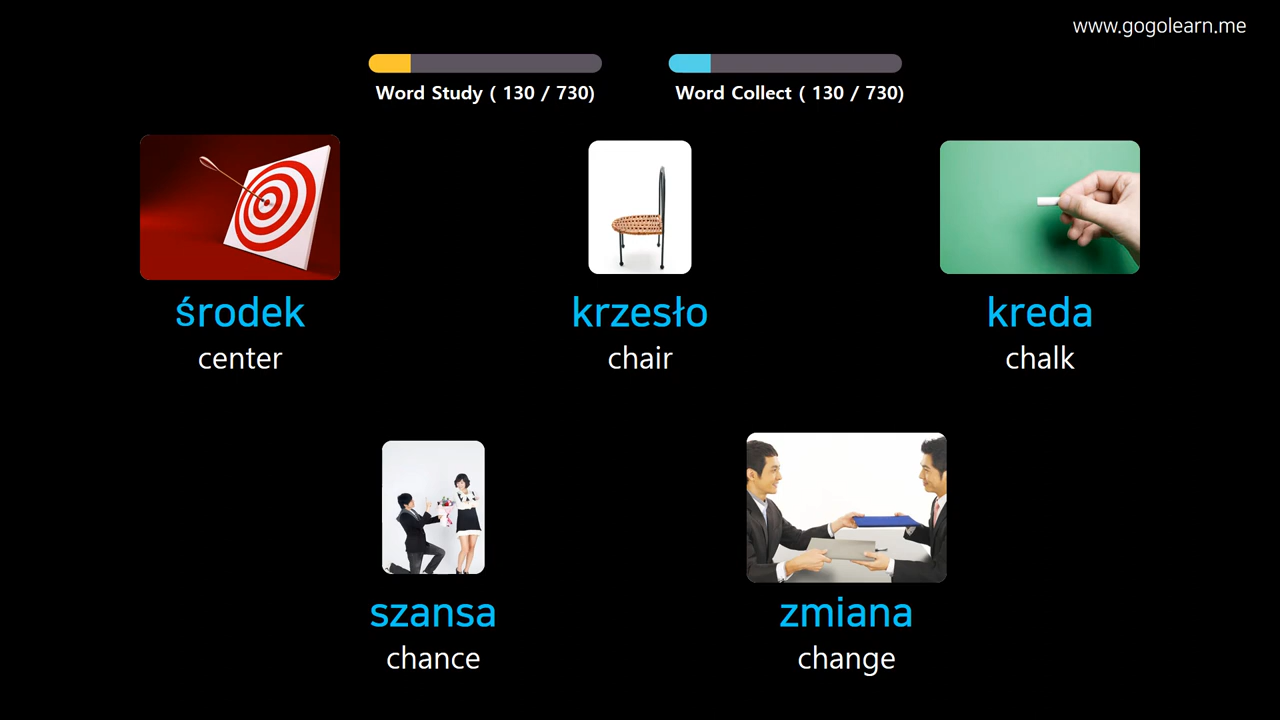 www.gogolearn.me
Word Study ( 130 / 730)
Word Collect ( 130 / 730)
środek
krzesło
kreda
center
chair
chalk
szansa
zmiana
chance
change